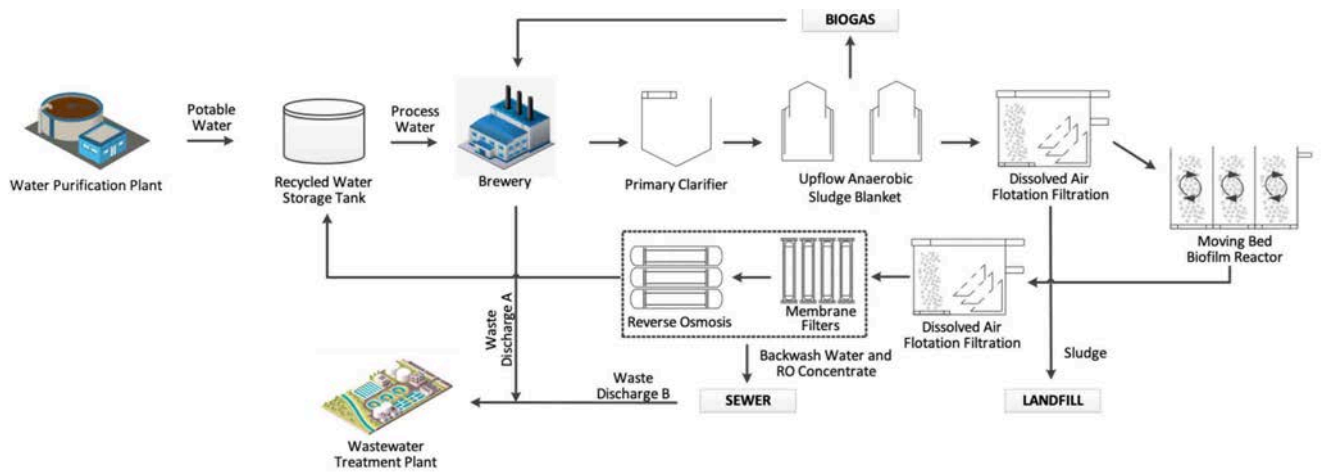 BIOGAS
Potable
Water
Process
Water
Water Purification Plant
Recycled Water
Storage Tank
Brewery
Primary Clarifier
Upflow Anaerobic
Sludge Blanket
Dissolved Air
Flotation Filtration
Moving Bed
Biofilm Reactor
Reverse Osmosis
Membrane
Filters
Dissolved Air
Flotation Filtration
Waste
Discharge A
Backwash Water and
RO Concentrate
Sludge
Waste
Discharge B
SEWER
LANDFILL
Wastewater
Treatment Plant